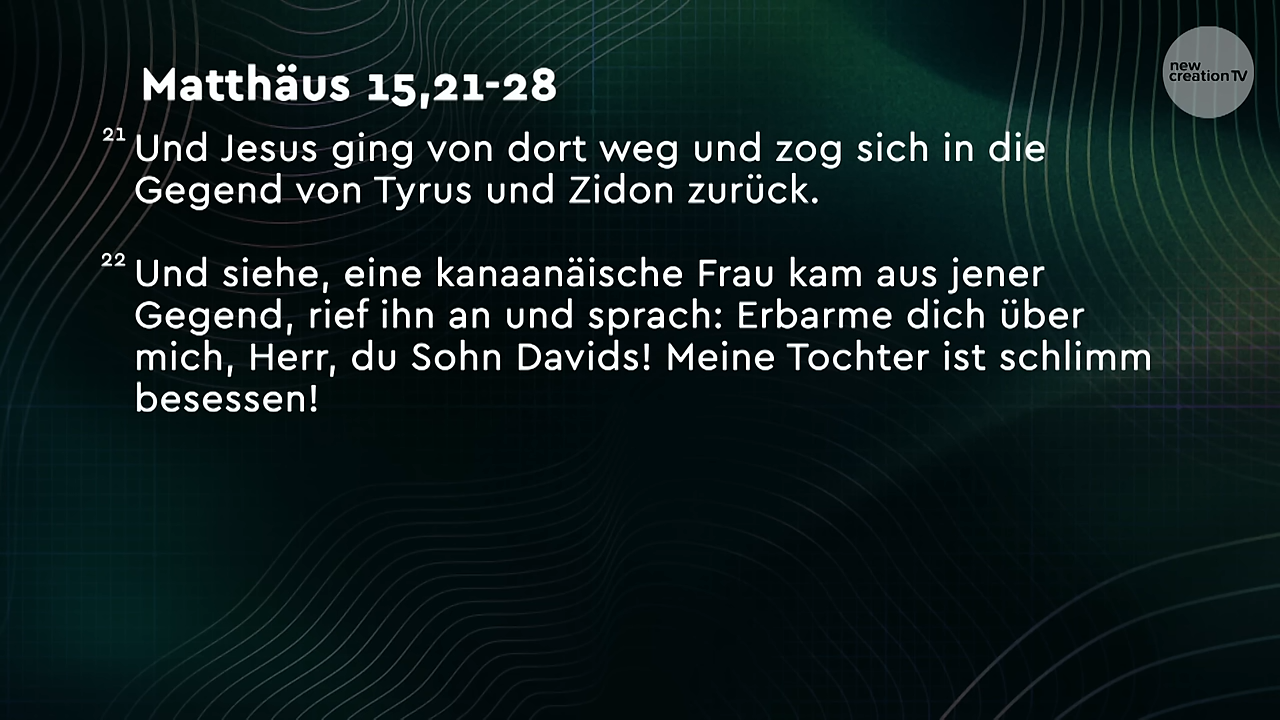 Matthäus 15,21-28
21 Und Jesus ging von dort weg und zog sich in die
Gegend von Tyrus und Zidon zurück.
22 Und siehe, eine kanaanäische Frau kam aus jener
Gegend, rief ihn an und sprach: Erbarme dich über
mich, Herr, du Sohn Davids! Meine Tochter ist schlimm
besessen!
new
creation TV